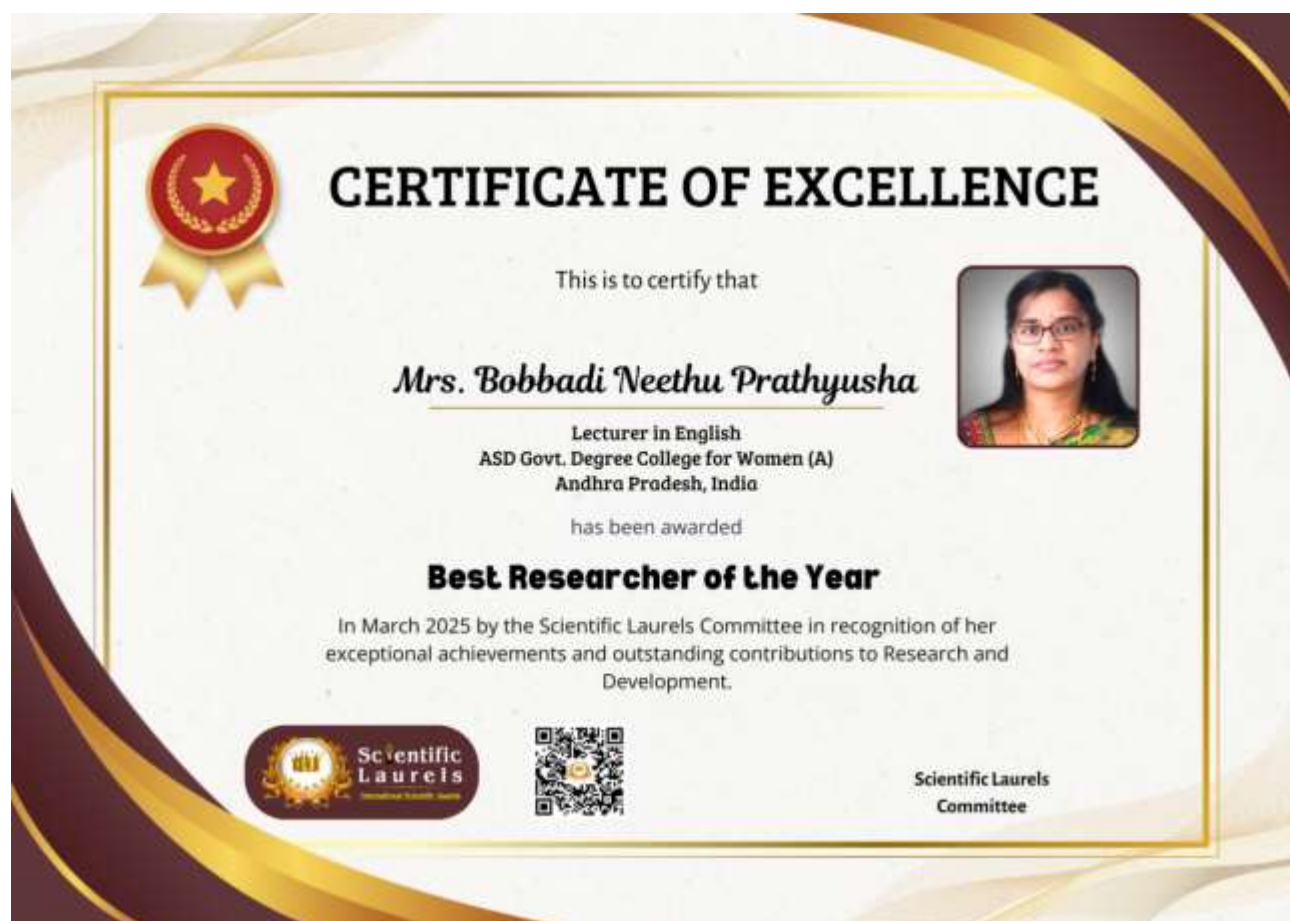 CERTIFICATE OF EXCELLENCE
This is to certify that
Mrs. Bobbadi Neethu Prathyusha
Lecturer in English
ASD Govt. Degree College for Women (A)
Andhra Pradesh, India
has been awarded
Best Researcher of the Year
In March 2025 by the Scientific Laurels Committee in recognition of her
exceptional achievements and outstanding contributions to Research and
Development.
Scientific
Laurels
International Scientific Awards
Scientific Laurels
Committee